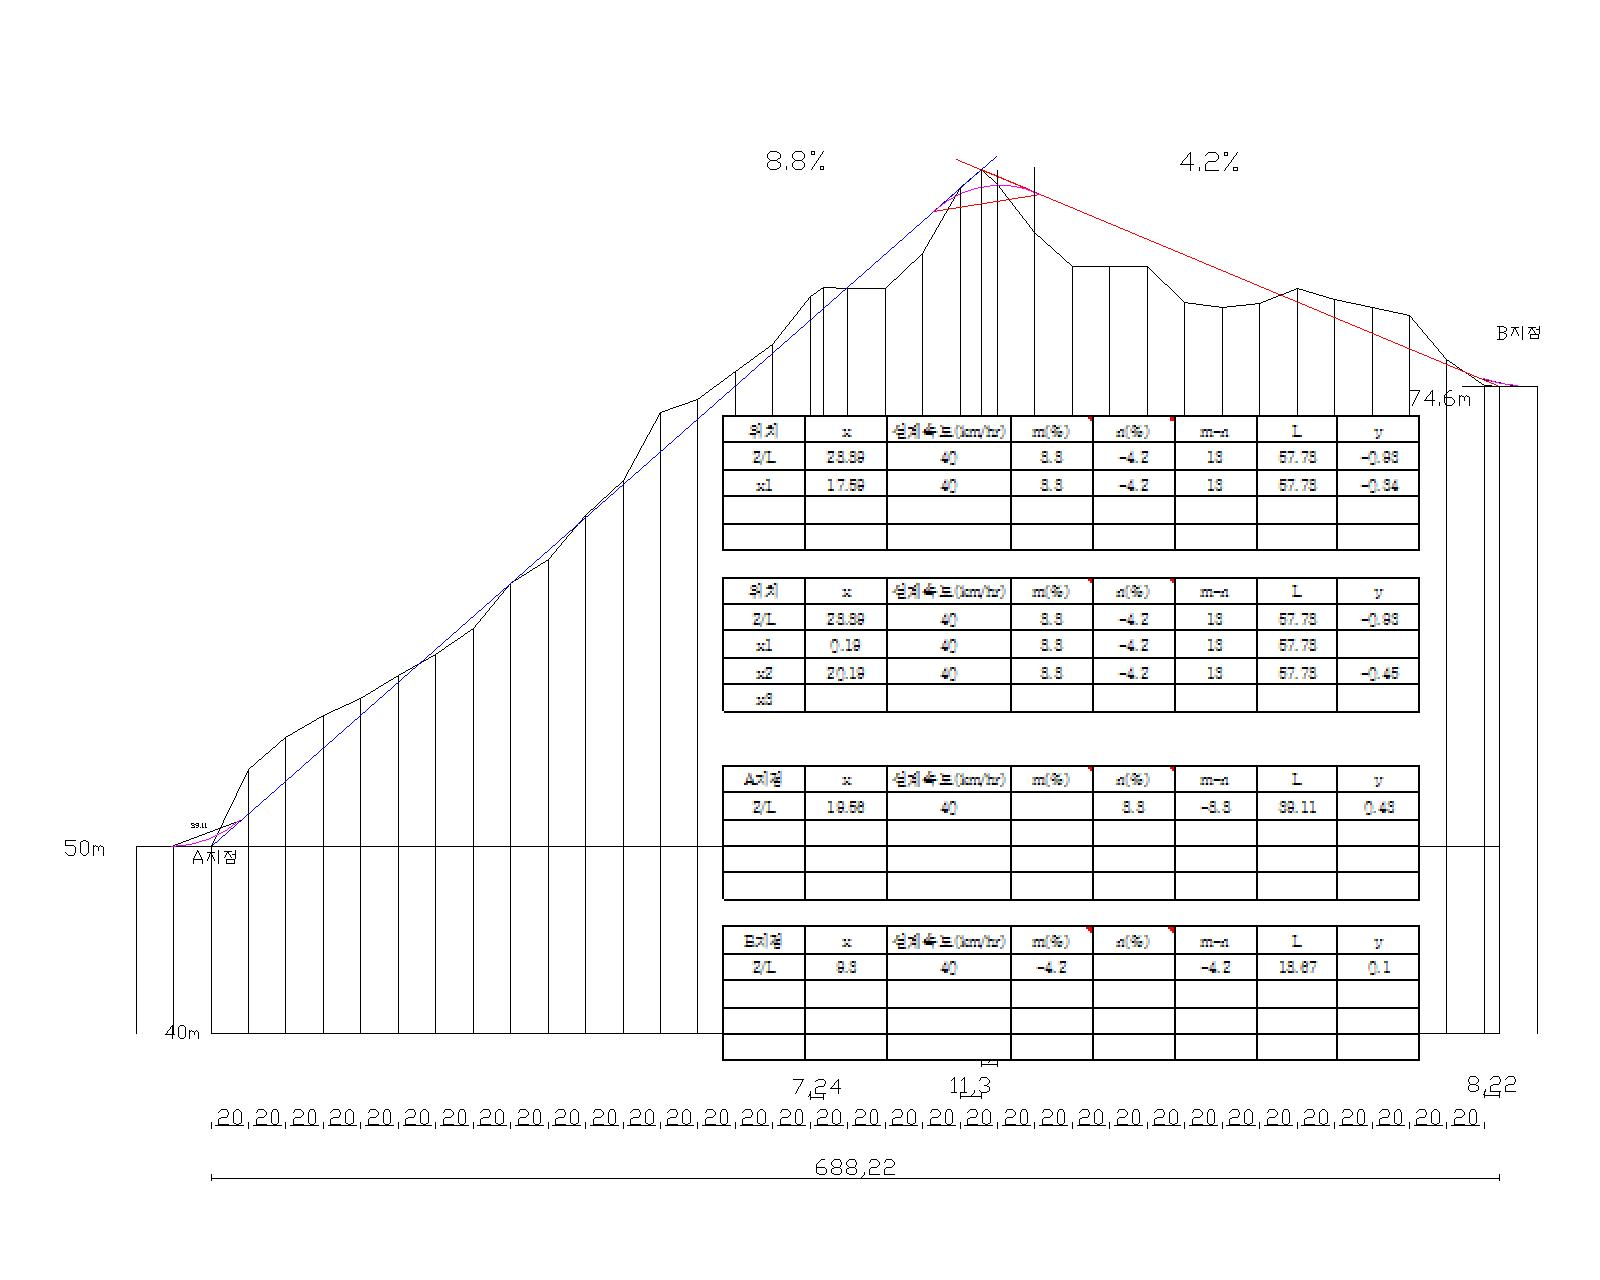 8.8%
4.2%
B지점
74.6m
위치 x 설계속도(km/hr) m(%) n(%) m-n L y
Z/L 28.89 40 8.8 -4.2 13 57.78 -0.93
x1 17.59 40 8.8 -4.2 13 57.78 -0.34
위치 x 설계속도(km/hr) m(%) n(%) m-n L y
Z/L 28.89 40 8.8 -4.2 13 57.78 -0.93
x1 0.19 40 8.8 -4.2 13 57.78
x2 20.19 40 8.8 -4.2 13 57.78 -0.45
x3
A지점 x 설계속도(km/hr) m(%) n(%) m-n L y
Z/L 19.56 40 8.8 -8.8 39.11 0.43
39.11
50m
A지점
B지점 x 설계속도(km/hr) m(%) n(%) m-n L y
Z/L 9.3 40 -4.2 -4.2 18.67 0.1
40m
7,24
11,3
8,22
20 20 20 20 20 20 20 20 20 20 20 20 20 20 20 20 20 20 20 20 20 20 20 20 20 20 20 20 20 20 20 20 20 20
688,22